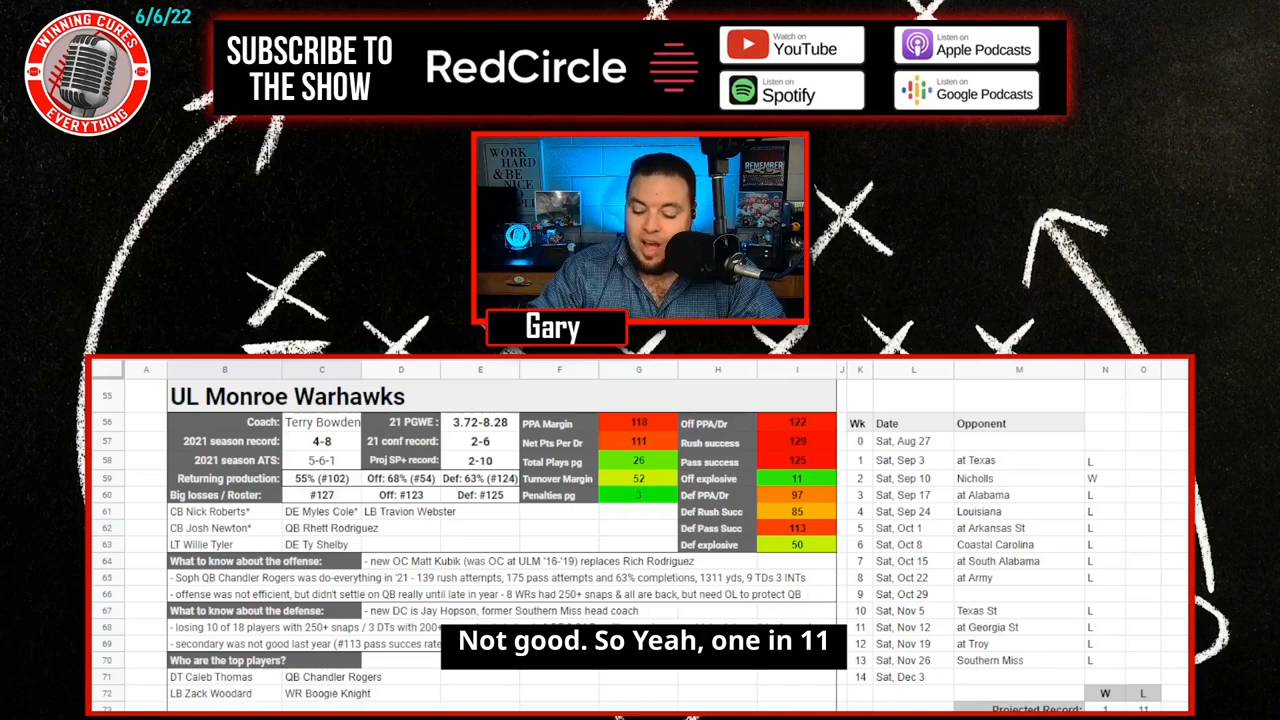 6/6/22
WINNING CURES
EVERYTHING
SUBSCRIBE TO
THE SHOW
RedCircle
Watch on
YouTube
Listen on
Spotify
Listen on
Apple Podcasts
Listen on
Google Podcasts
WORK
HARD
& BE
NICE
REMEMBER
Gary
A B C D E F G H I J K L M N O
55 UL Monroe Warhawks
56 Coach: Terry Bowden 21 PGWE : 3.72-8.28 PPA Margin 118 Off PPA/Dr 122 Wk Date Opponent
57 2021 season record: 4-8 21 conf record: 2-6 Net Pts Per Dr 111 Rush success 129 0 Sat, Aug 27
58 2021 season ATS: 5-6-1 Proj SP+ record: 2-10 Total Plays pg 26 Pass success 125 1 Sat, Sep 3 at Texas L
59 Returning production: 55% (#102) Off: 68% (#54) Def: 63% (#124) Turnover Margin 52 Off explosive 11 2 Sat, Sep 10 Nicholls W
60 Big losses / Roster: #127 Off: #123 Def: #125 Penalties pg 3 Def PPA/Dr 97 3 Sat, Sep 17 at Alabama L
61 CB Nick Roberts* DE Myles Cole* LB Travion Webster Def Rush Succ 85 4 Sat, Sep 24 Louisiana L
62 CB Josh Newton* QB Rhett Rodriguez Def Pass Succ 113 5 Sat, Oct 1 at Arkansas St L
63 LT Willie Tyler DE Ty Shelby Def explosive 50 6 Sat, Oct 8 Coastal Carolina L
64 What to know about the offense: - new OC Matt Kubik (was OC at ULM '16-'19) replaces Rich Rodriguez 7 Sat, Oct 15 at South Alabama L
65 - Soph QB Chandler Rogers was do-everything in '21 - 139 rush attempts, 175 pass attempts and 63% completions, 1311 yds, 9 TDs 3 INTs 8 Sat, Oct 22 at Army L
66 - offense was not efficient, but didn't settle on QB really until late in year - 8 WRs had 250+ snaps & all are back, but need OL to protect QB 9 Sat, Oct 29
67 What to know about the defense: - new DC is Jay Hopson, former Southern Miss head coach 10 Sat, Nov 5 Texas St L
68 - losing 10 of 18 players with 250+ snaps / 3 DTs with 200+ 11 Sat, Nov 12 at Georgia St L
69 - secondary was not good last year (#113 pass succes rate 12 Sat, Nov 19 at Troy L
70 Who are the top players? 13 Sat, Nov 26 Southern Miss L
71 DT Caleb Thomas QB Chandler Rogers 14 Sat, Dec 3
72 LB Zack Woodard WR Boogie Knight W L
73 Projected Record: 1 11
Not good. So Yeah, one in 11